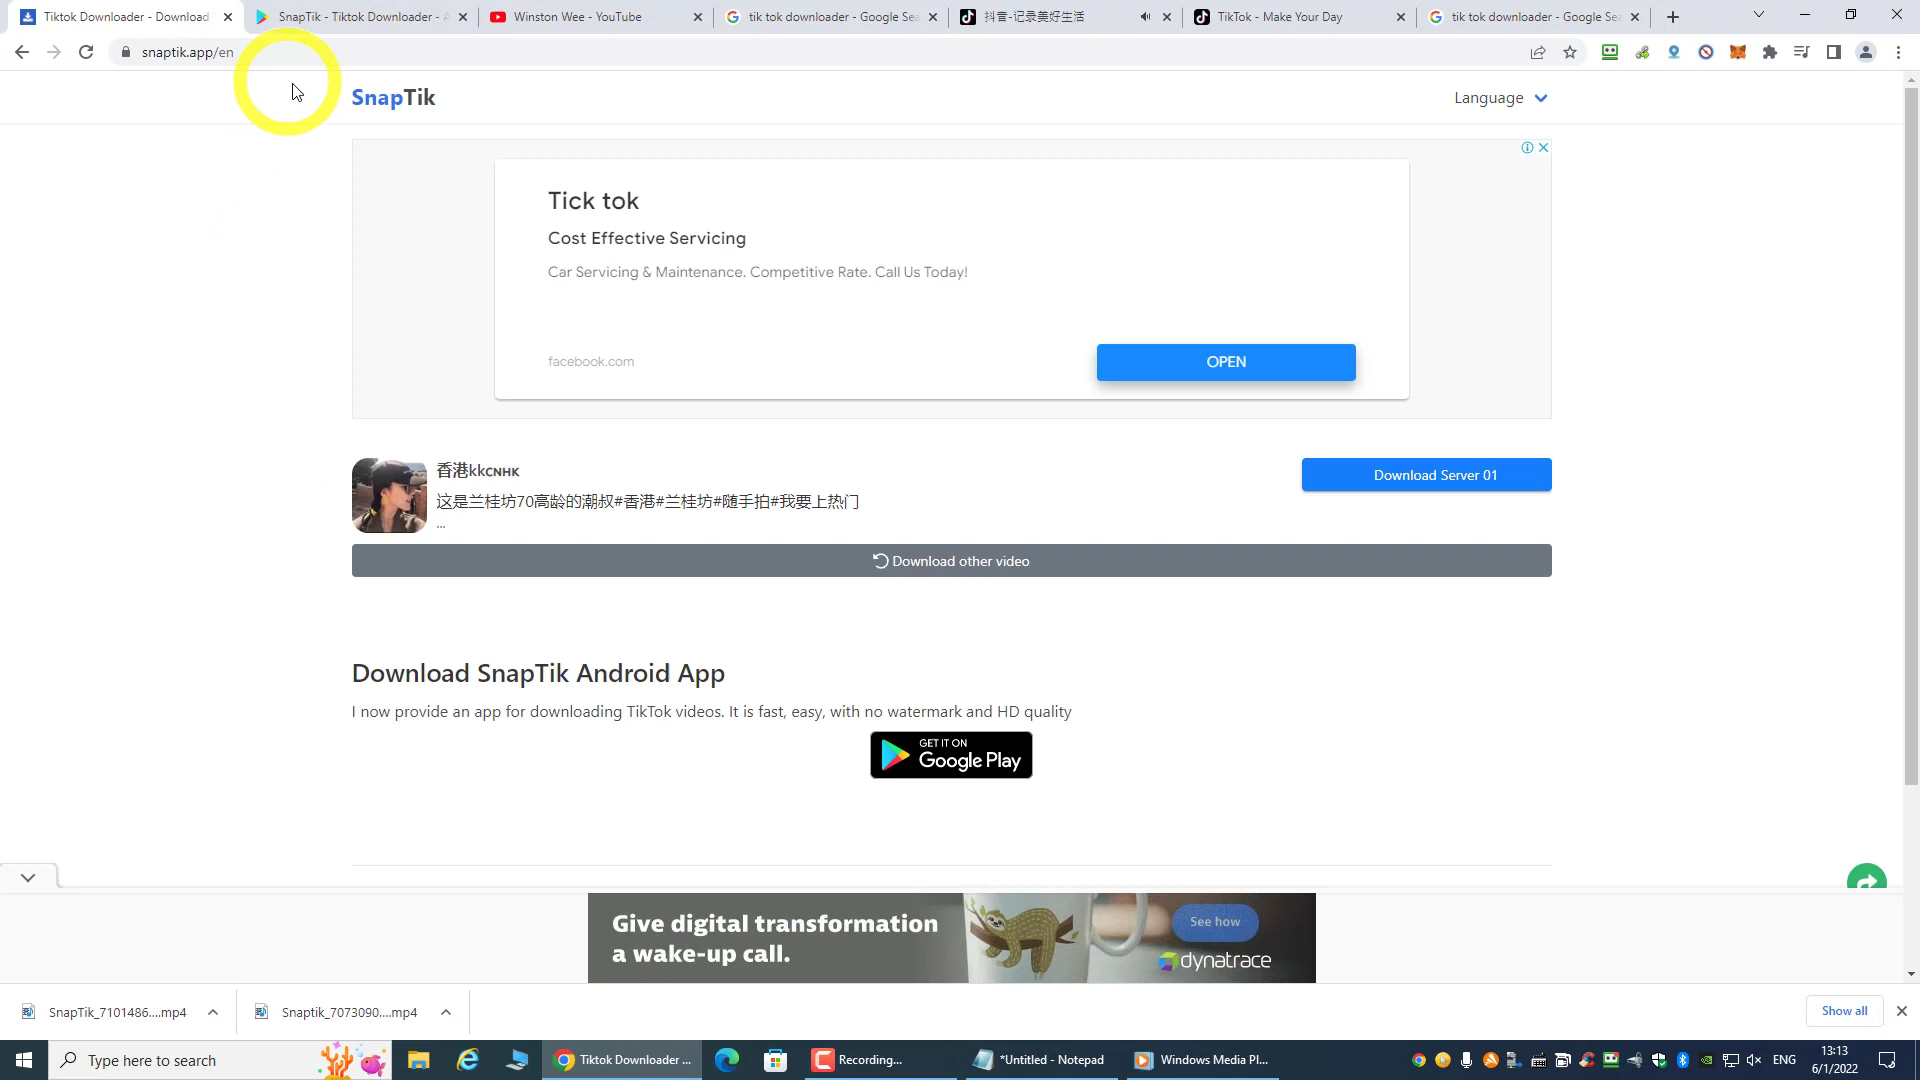 Tiktok Downloader - Download
SnapTik - Tiktok Downloader - A
Winston Wee - YouTube
tik tok downloader - Google Sea
抖音-记录美好生活
TikTok - Make Your Day
tik tok downloader - Google Sea
snaptik.app/en
SnapTik
Language
Tick tok
Cost Effective Servicing
Car Servicing & Maintenance. Competitive Rate. Call Us Today!
facebook.com
OPEN
香港kkCNHK
这是兰桂坊70高龄的潮叔#香港#兰桂坊#随手拍#我要上热门
...
Download Server 01
Download other video
Download SnapTik Android App
I now provide an app for downloading TikTok videos. It is fast, easy, with no watermark and HD quality
GET IT ON
Google Play
Give digital transformation
a wake-up call.
See how
dynatrace
SnapTik_7101486....mp4
Snaptik_7073090....mp4
Show all
Type here to search
Tiktok Downloader ...
Recording...
*Untitled - Notepad
Windows Media Pl...
ENG
13:13
6/1/2022